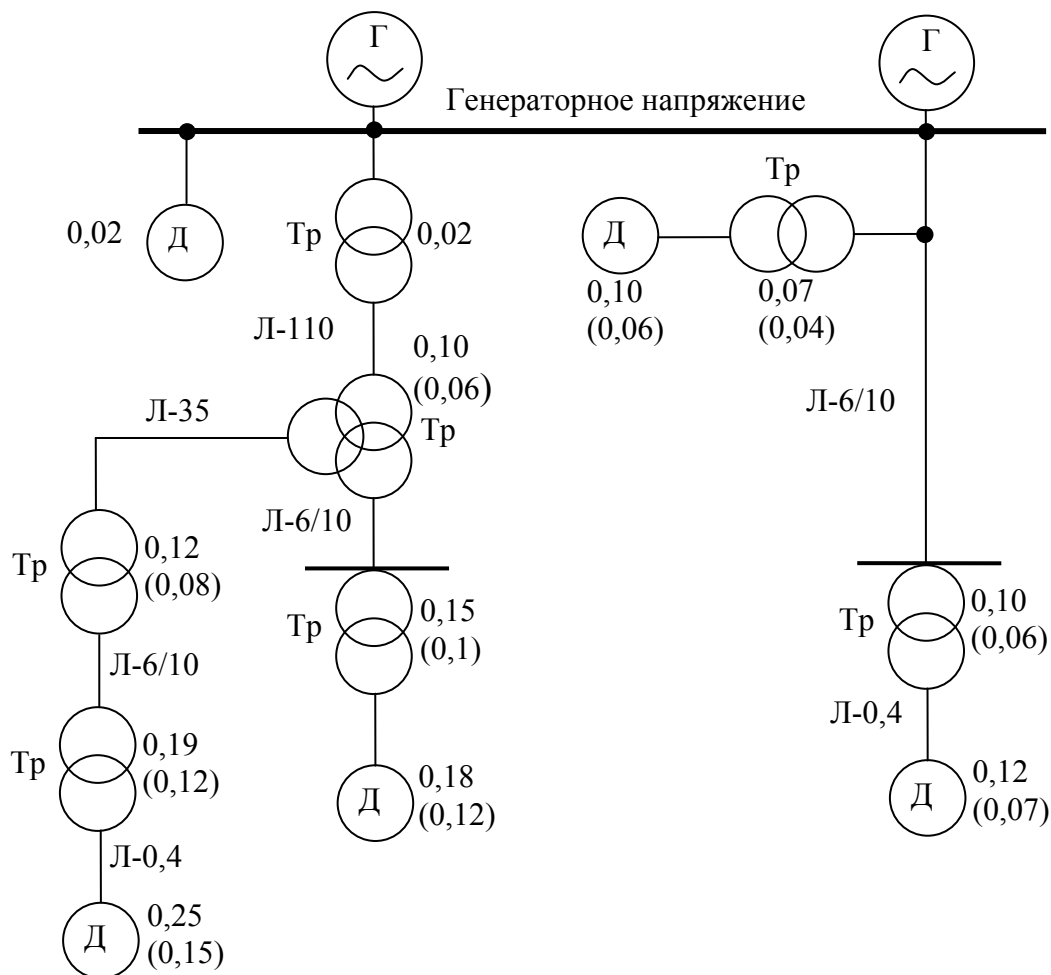 Г
Г
Генераторное напряжение
Тр
0,02
Д
Тр
0,02
Д
0,10
(0,06)
0,07
(0,04)
Л-110
0,10
(0,06)
Л-35
Тр
Л-6/10
Л-6/10
Тр
0,12
(0,08)
Тр
0,15
(0,1)
Тр
0,10
(0,06)
Л-6/10
Л-0,4
Тр
0,19
(0,12)
Д
0,18
(0,12)
Д
0,12
(0,07)
Л-0,4
Д
0,25
(0,15)